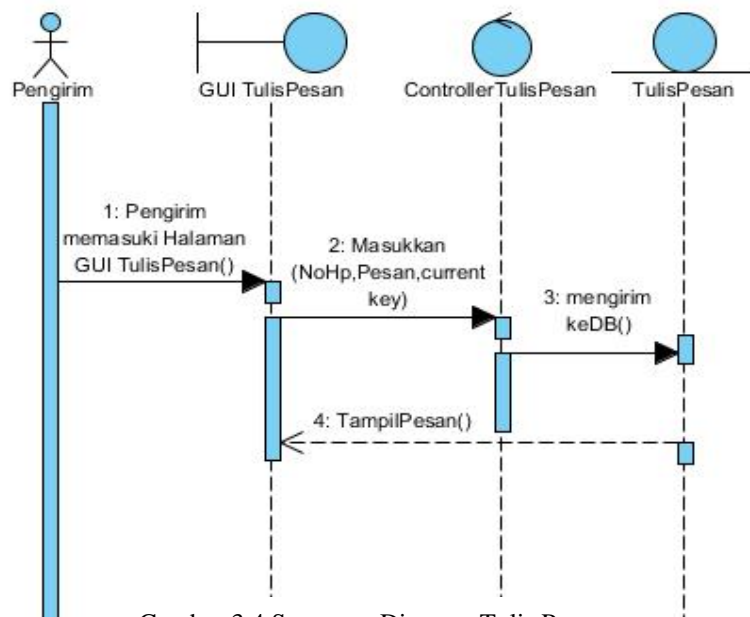 Pengirim
GUI TulisPesan
ControllerTulisPesan
TulisPesan
1: Pengirim
memasuki Halaman
GUI TulisPesan()
2: Masukkan
(NoHp,Pesan,current
key)
3: mengirim
keDB()
4: TampilPesan()